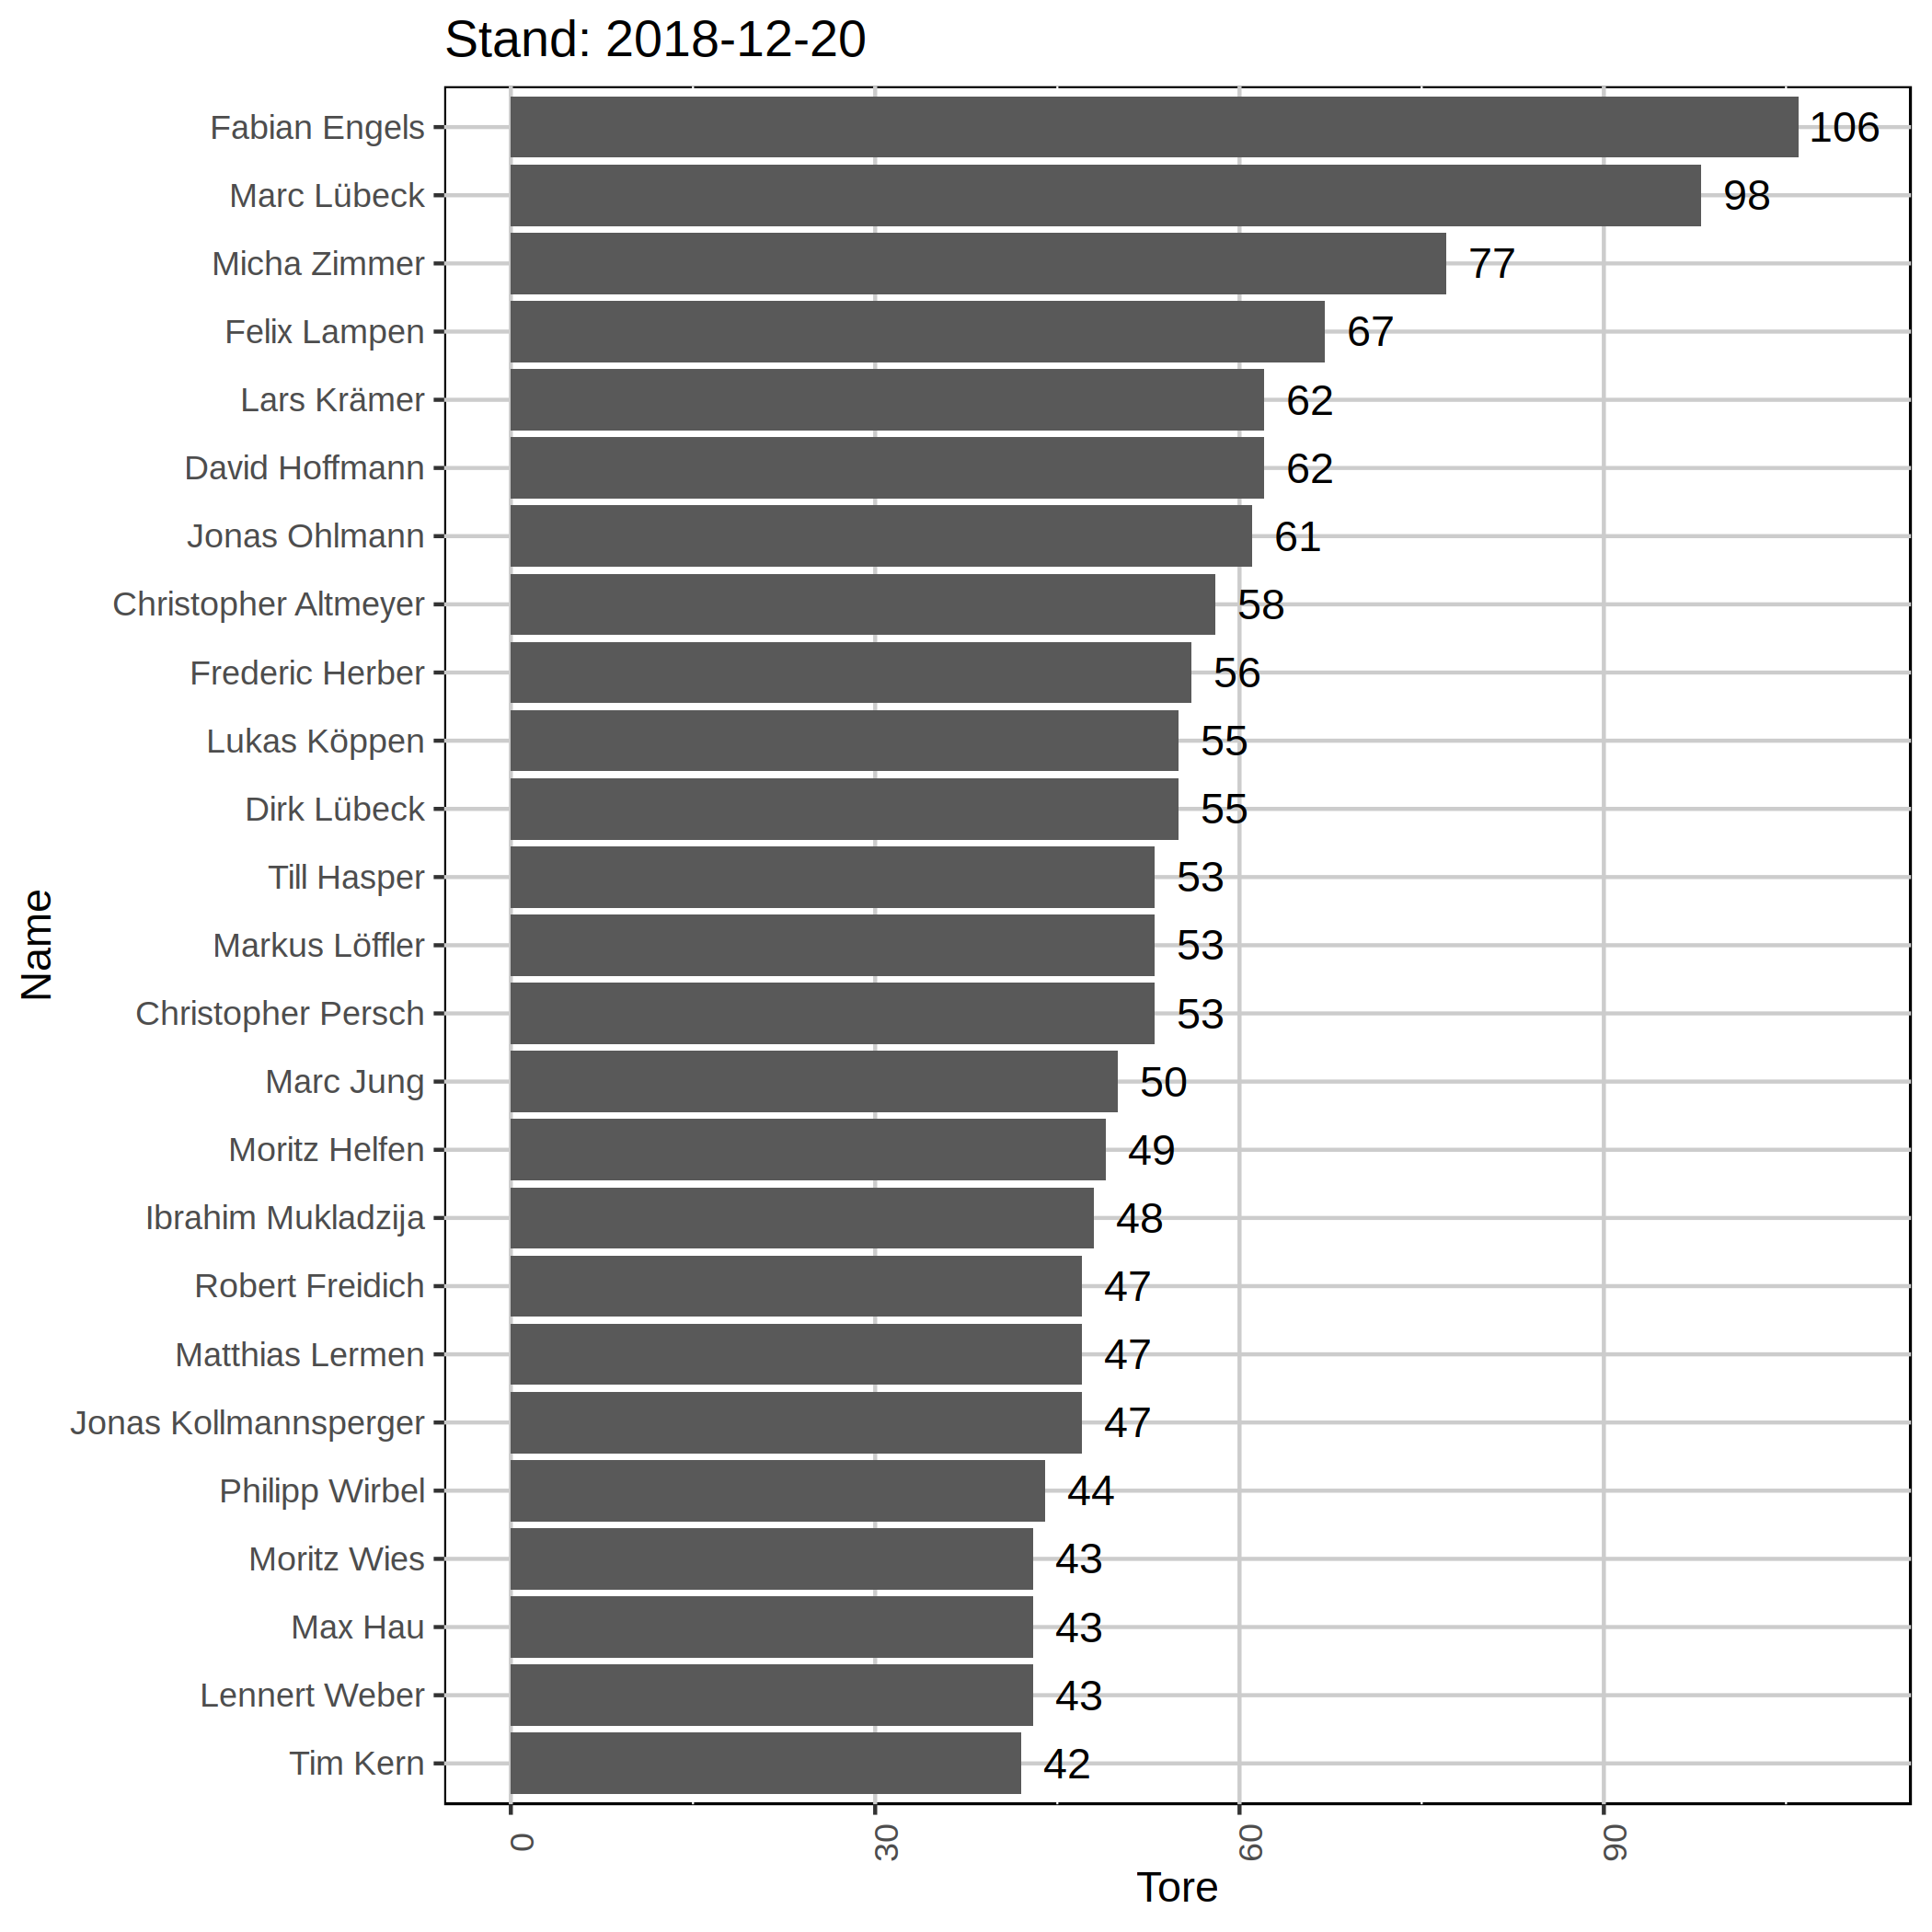 Stand: 2018-12-20
Fabian Engels 106
Marc Lübeck 98
Micha Zimmer 77
Felix Lampen 67
Lars Krämer 62
David Hoffmann 62
Jonas Ohlmann 61
Christopher Altmeyer 58
Frederic Herber 56
Lukas Köppen 55
Dirk Lübeck 55
Till Hasper 53
Markus Löffler 53
Christopher Persch 53
Marc Jung 50
Moritz Helfen 49
Ibrahim Mukladzija 48
Robert Freidich 47
Matthias Lermen 47
Jonas Kollmannsperger 47
Philipp Wirbel 44
Moritz Wies 43
Max Hau 43
Lennert Weber 43
Tim Kern 42
Name
0 30 60 90
Tore